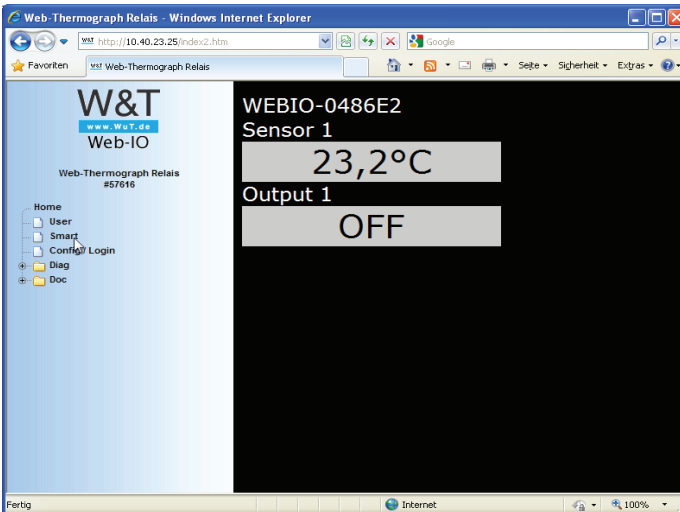 Web-Thermograph Relais - Windows Internet Explorer
W&T http://10.40.23.25/index2.htm
Google
Favoriten
W&T Web-Thermograph Relais
Seite
Sicherheit
Extras
W&T
www.WuT.de
Web-IO
Web-Thermograph Relais
#57616
Home
User
Smart
Config / Login
Diag
Doc
WEBIO-0486E2
Sensor 1
23,2°C
Output 1
OFF
Fertig
Internet
100%